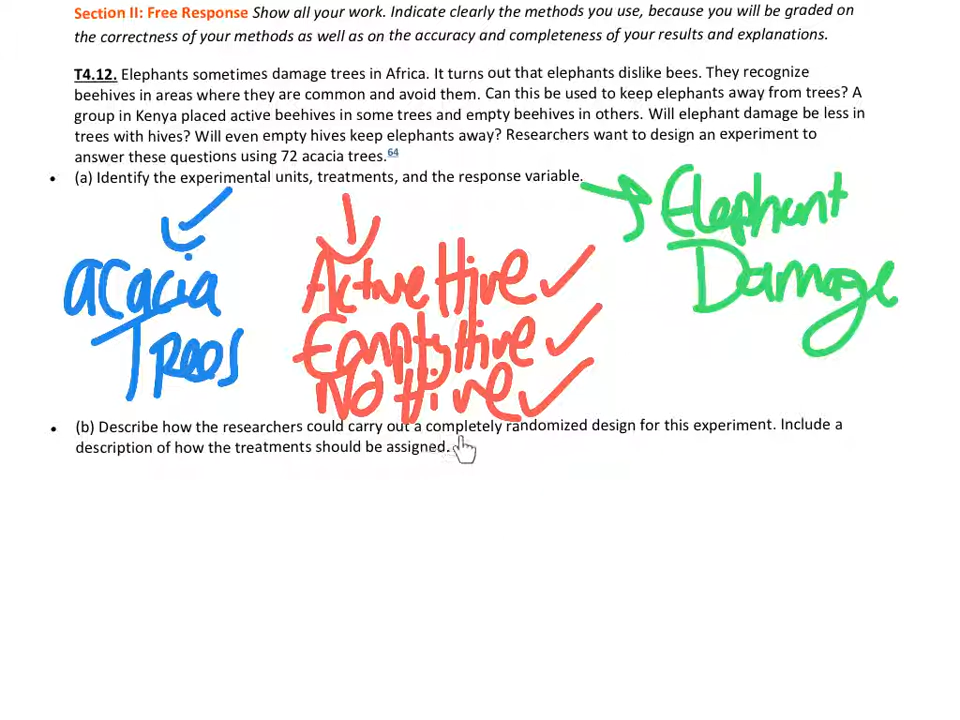 Section II: Free Response Show all your work. Indicate clearly the methods you use, because you will be graded on
the correctness of your methods as well as on the accuracy and completeness of your results and explanations.
T4.12. Elephants sometimes damage trees in Africa. It turns out that elephants dislike bees. They recognize
beehives in areas where they are common and avoid them. Can this be used to keep elephants away from trees? A
group in Kenya placed active beehives in some trees and empty beehives in others. Will elephant damage be less in
trees with hives? Will even empty hives keep elephants away? Researchers want to design an experiment to
answer these questions using 72 acacia trees.64
• (a) Identify the experimental units, treatments, and the response variable.
Elephant
Damage
acacia
Trees
Active Hive
Empty Hive
No Hive
• (b) Describe how the researchers could carry out a completely randomized design for this experiment. Include a
description of how the treatments should be assigned.